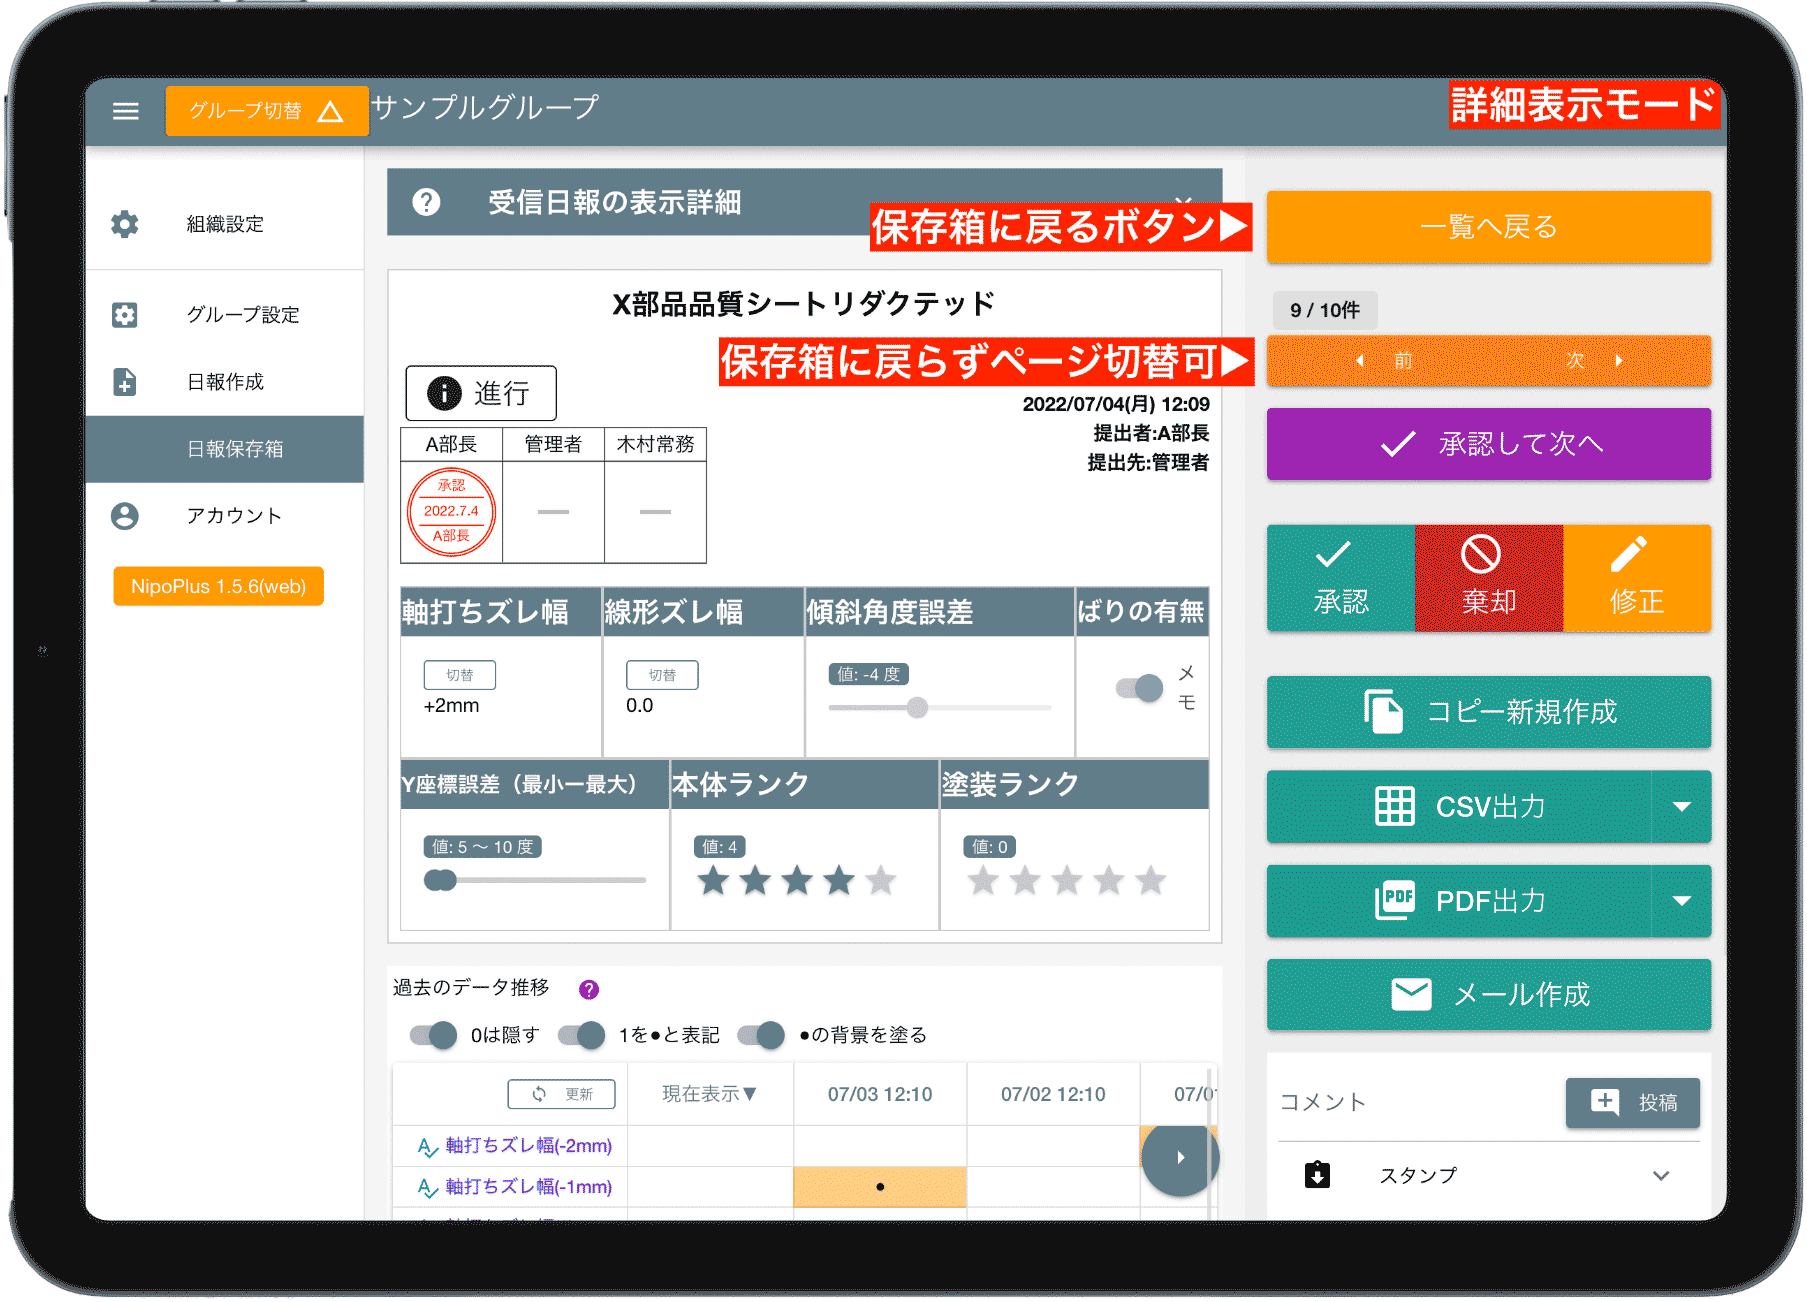 グループ切替
サンプルグループ
詳細表示モード
組織設定
グループ設定
日報作成
日報保存箱
アカウント
NipoPlus 1.5.6(web)
受信日報の表示詳細
保存箱に戻るボタン▶
X部品品質シートリダクテッド
保存箱に戻らずページ切替可▶
進行
2022/07/04(月) 12:09
提出者:A部長
提出先:管理者
A部長 管理者 木村常務
承認
2022.7.4
A部長
軸打ちズレ幅 線形ズレ幅 傾斜角度誤差 ばりの有無
切替
+2mm
切替
0.0
値: -4 度
メモ
Y座標誤差（最小ー最大） 本体ランク 塗装ランク
値: 5 〜 10 度
値: 4
値: 0
過去のデータ推移
0は隠す 1を●と表記 ●の背景を塗る
更新 現在表示▼ 07/03 12:10 07/02 12:10
軸打ちズレ幅(-2mm)
軸打ちズレ幅(-1mm) ●
一覧へ戻る
9 / 10件
前 次
承認して次へ
承認 棄却 修正
コピー新規作成
CSV出力
PDF PDF出力
メール作成
コメント 投稿
スタンプ